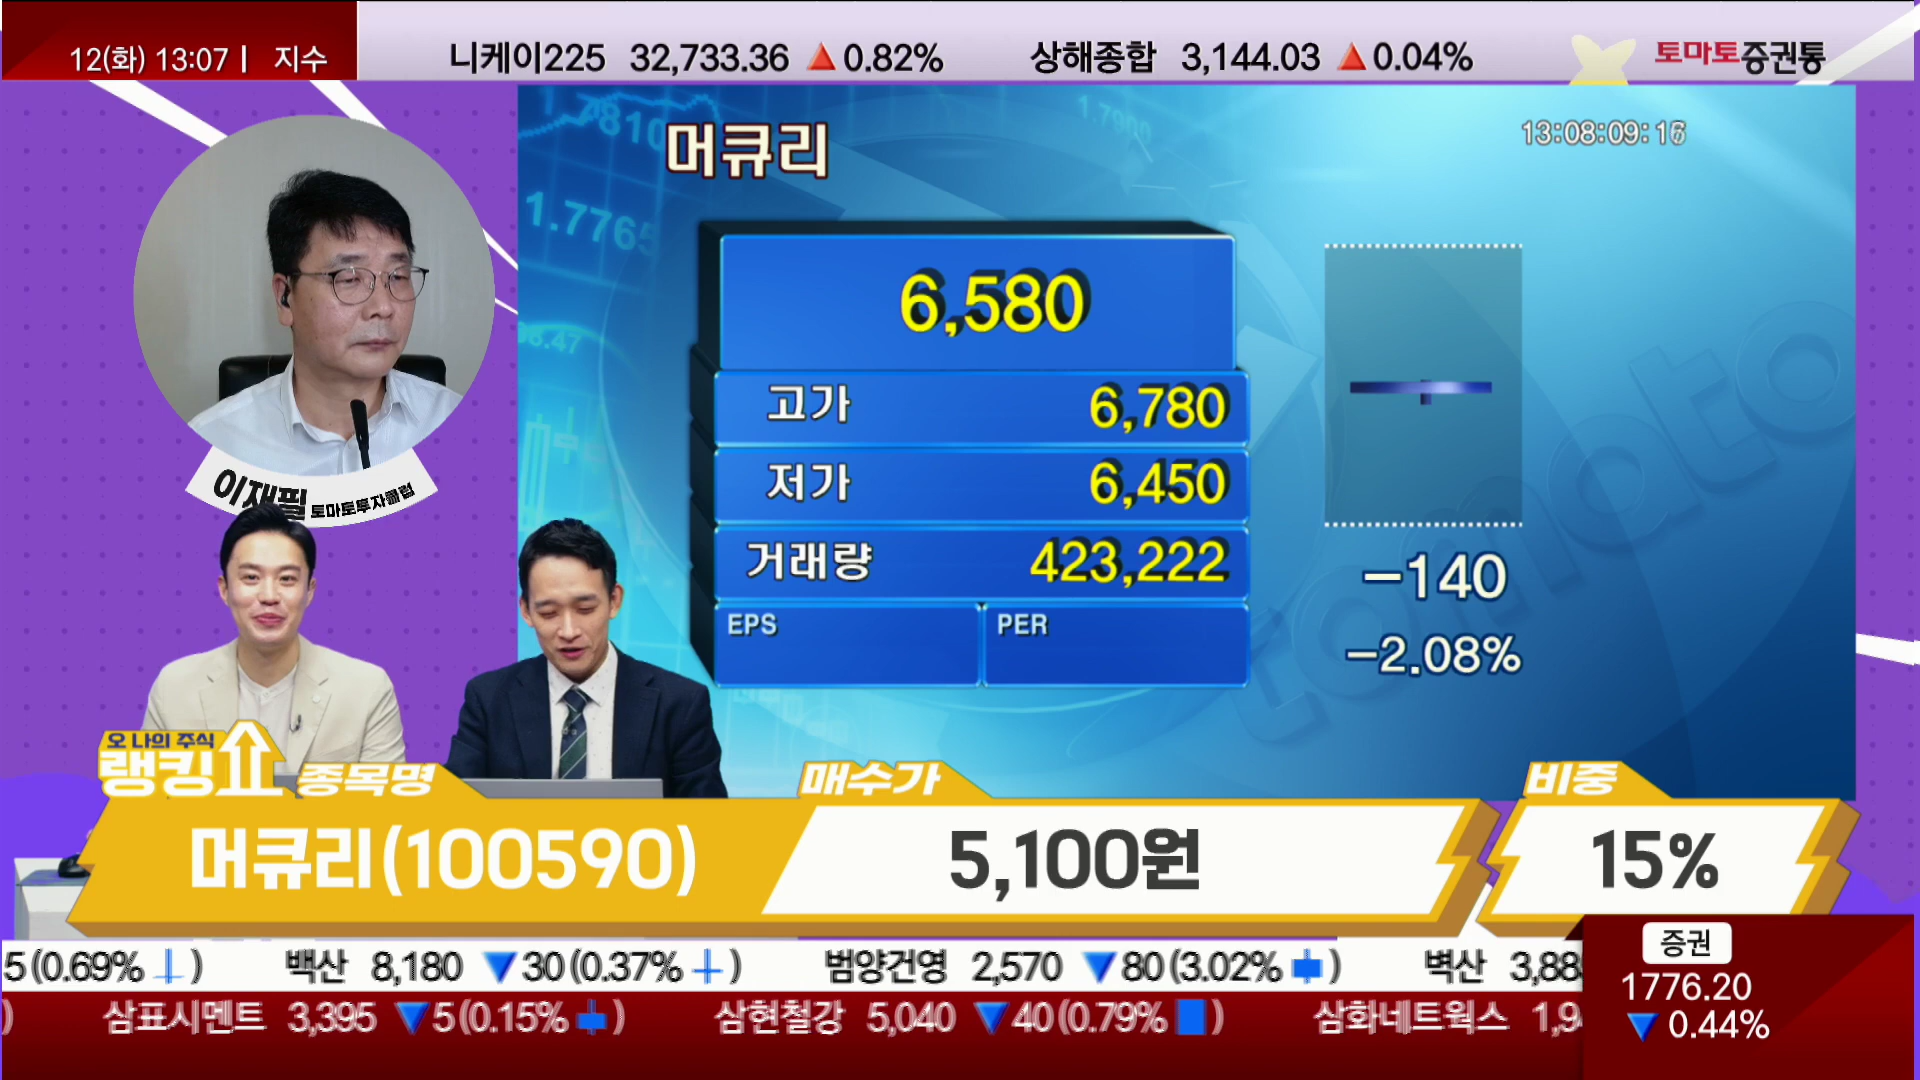 12(화) 13:07 | 지수
니케이225 32,733.36 ▲0.82% 상해종합 3,144.03 ▲0.04%
토마토증권통
머큐리
13:08:09:16
6,580
고가 6,780
저가 6,450
거래량 423,222
EPS PER
-140
-2.08%
tomato
1.7765
이재필 토마토투자클럽
오 나의 주식
랭킹쇼
종목명 매수가 비중
머큐리(100590) 5,100원 15%
5(0.69% ) 백산 8,180 ▼30(0.37% ) 범양건영 2,570 ▼80(3.02% ) 벽산 3,88
) 삼표시멘트 3,395 ▼5(0.15% ) 삼현철강 5,040 ▼40(0.79% ) 삼화네트웍스 1,9
증권
1776.20
▼ 0.44%